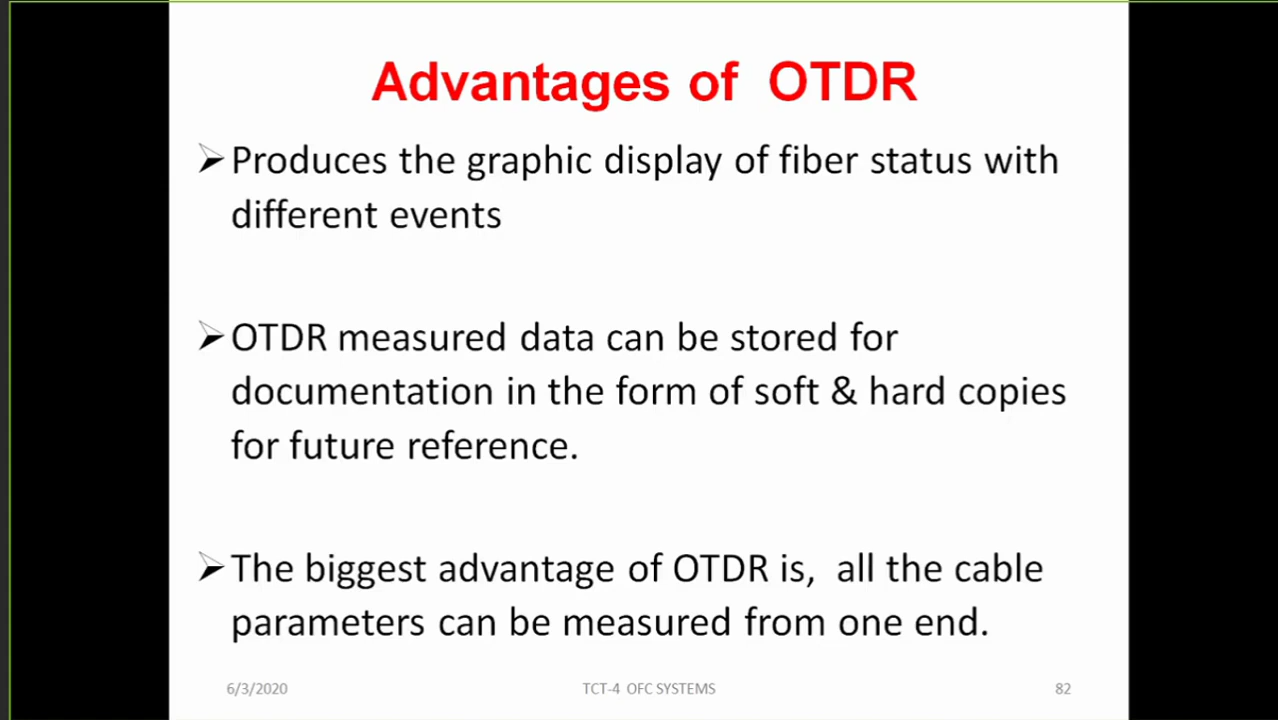 Advantages of OTDR
Produces the graphic display of fiber status with
different events
OTDR measured data can be stored for
documentation in the form of soft & hard copies
for future reference.
The biggest advantage of OTDR is, all the cable
parameters can be measured from one end.
6/3/2020 TCT-4 OFC SYSTEMS 82